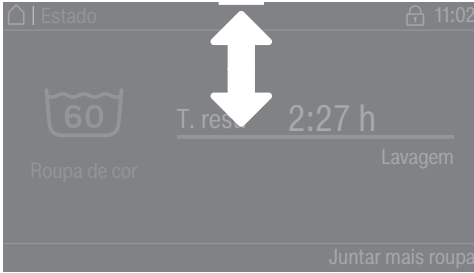 Estado
11:02
60
T. rest
2:27 h
Lavagem
Roupa de cor
Juntar mais roupa